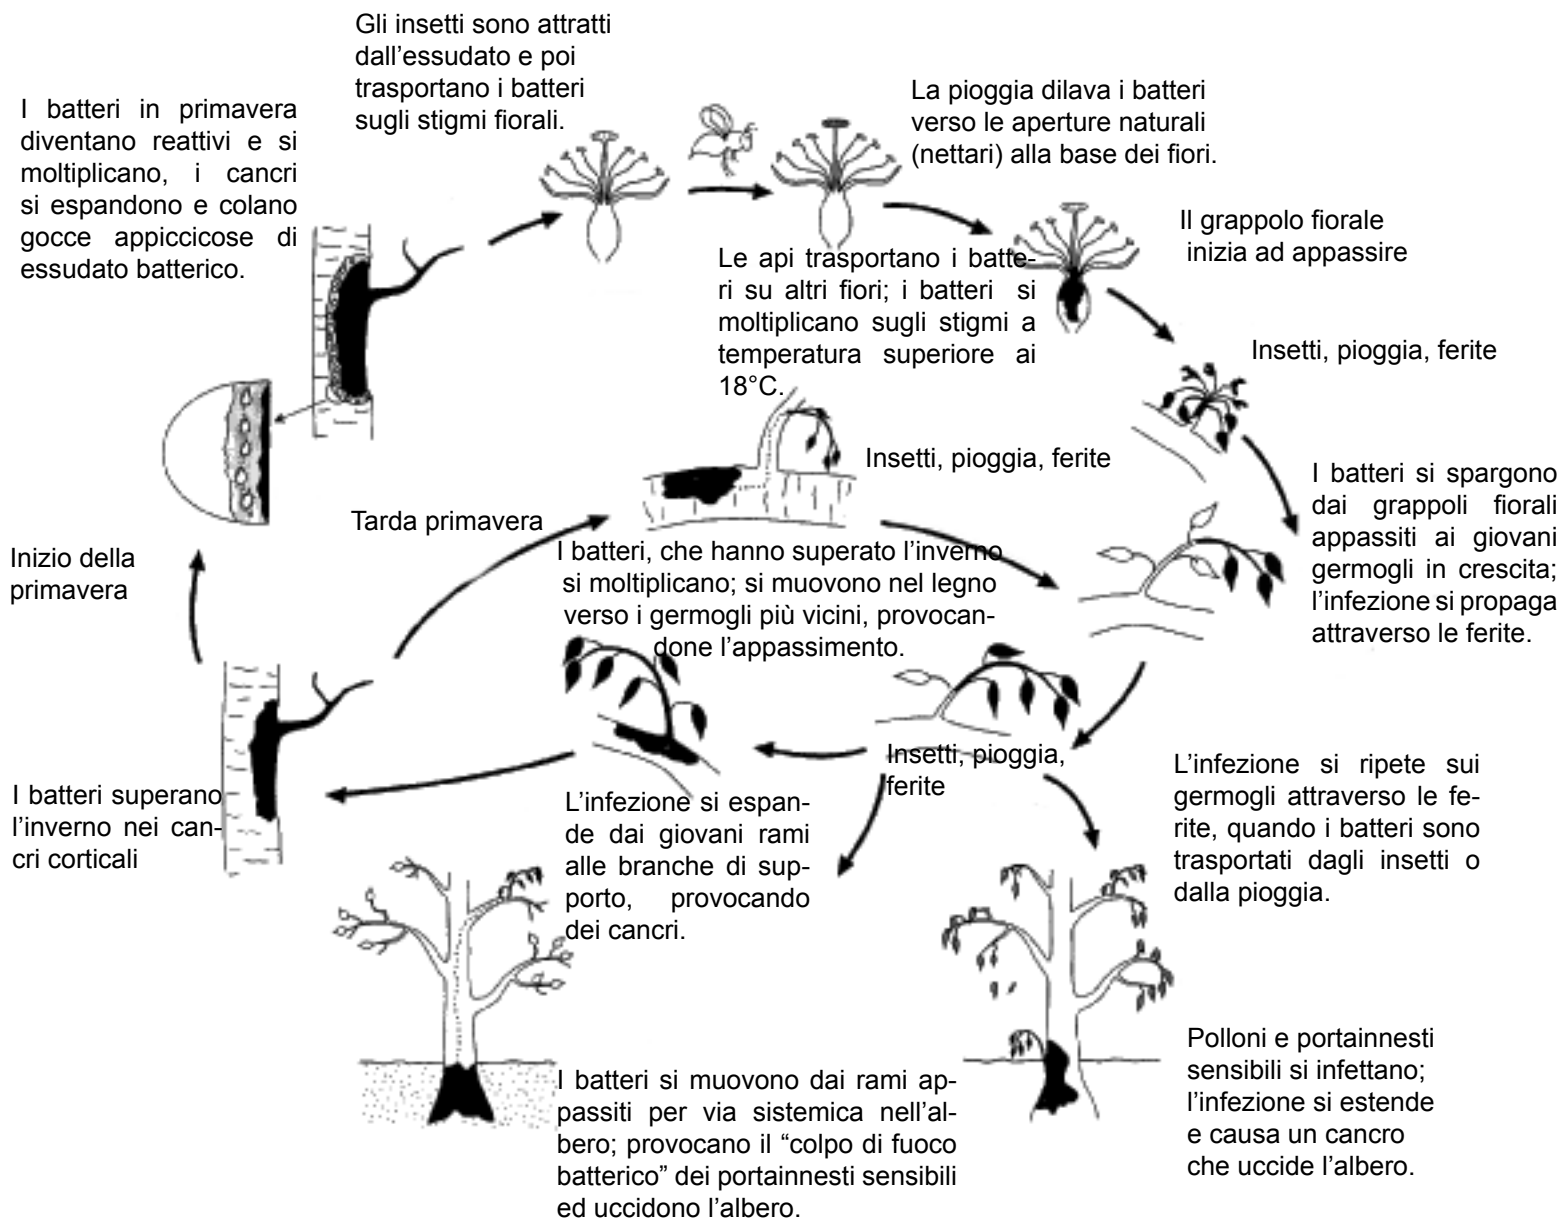 Gli insetti sono attratti
dall'essudato e poi
trasportano i batteri
sugli stigmi fiorali.
I batteri in primavera
diventano reattivi e si
moltiplicano, i cancri
si espandono e colano
gocce appiccicose di
essudato batterico.
La pioggia dilava i batteri
verso le aperture naturali
(nettari) alla base dei fiori.
Il grappolo fiorale
inizia ad appassire
Le api trasportano i batte-
ri su altri fiori; i batteri si
moltiplicano sugli stigmi a
temperatura superiore ai
18°C.
Insetti, pioggia, ferite
Insetti, pioggia, ferite
I batteri si spargono
dai grappoli fiorali
appassiti ai giovani
germogli in crescita;
l'infezione si propaga
attraverso le ferite.
Tarda primavera
Inizio della
primavera
I batteri, che hanno superato l'inverno
si moltiplicano; si muovono nel legno
verso i germogli più vicini, provocan-
done l'appassimento.
Insetti, pioggia,
ferite
L'infezione si ripete sui
germogli attraverso le fe-
rite, quando i batteri sono
trasportati dagli insetti o
dalla pioggia.
I batteri superano
l'inverno nei can-
cri corticali
L'infezione si espan-
de dai giovani rami
alle branche di sup-
porto, provocando
dei cancri.
Polloni e portainnesti
sensibili si infettano;
l'infezione si estende
e causa un cancro
che uccide l'albero.
I batteri si muovono dai rami ap-
passiti per via sistemica nell'al-
bero; provocano il “colpo di fuoco
batterico” dei portainnesti sensibili
ed uccidono l'albero.